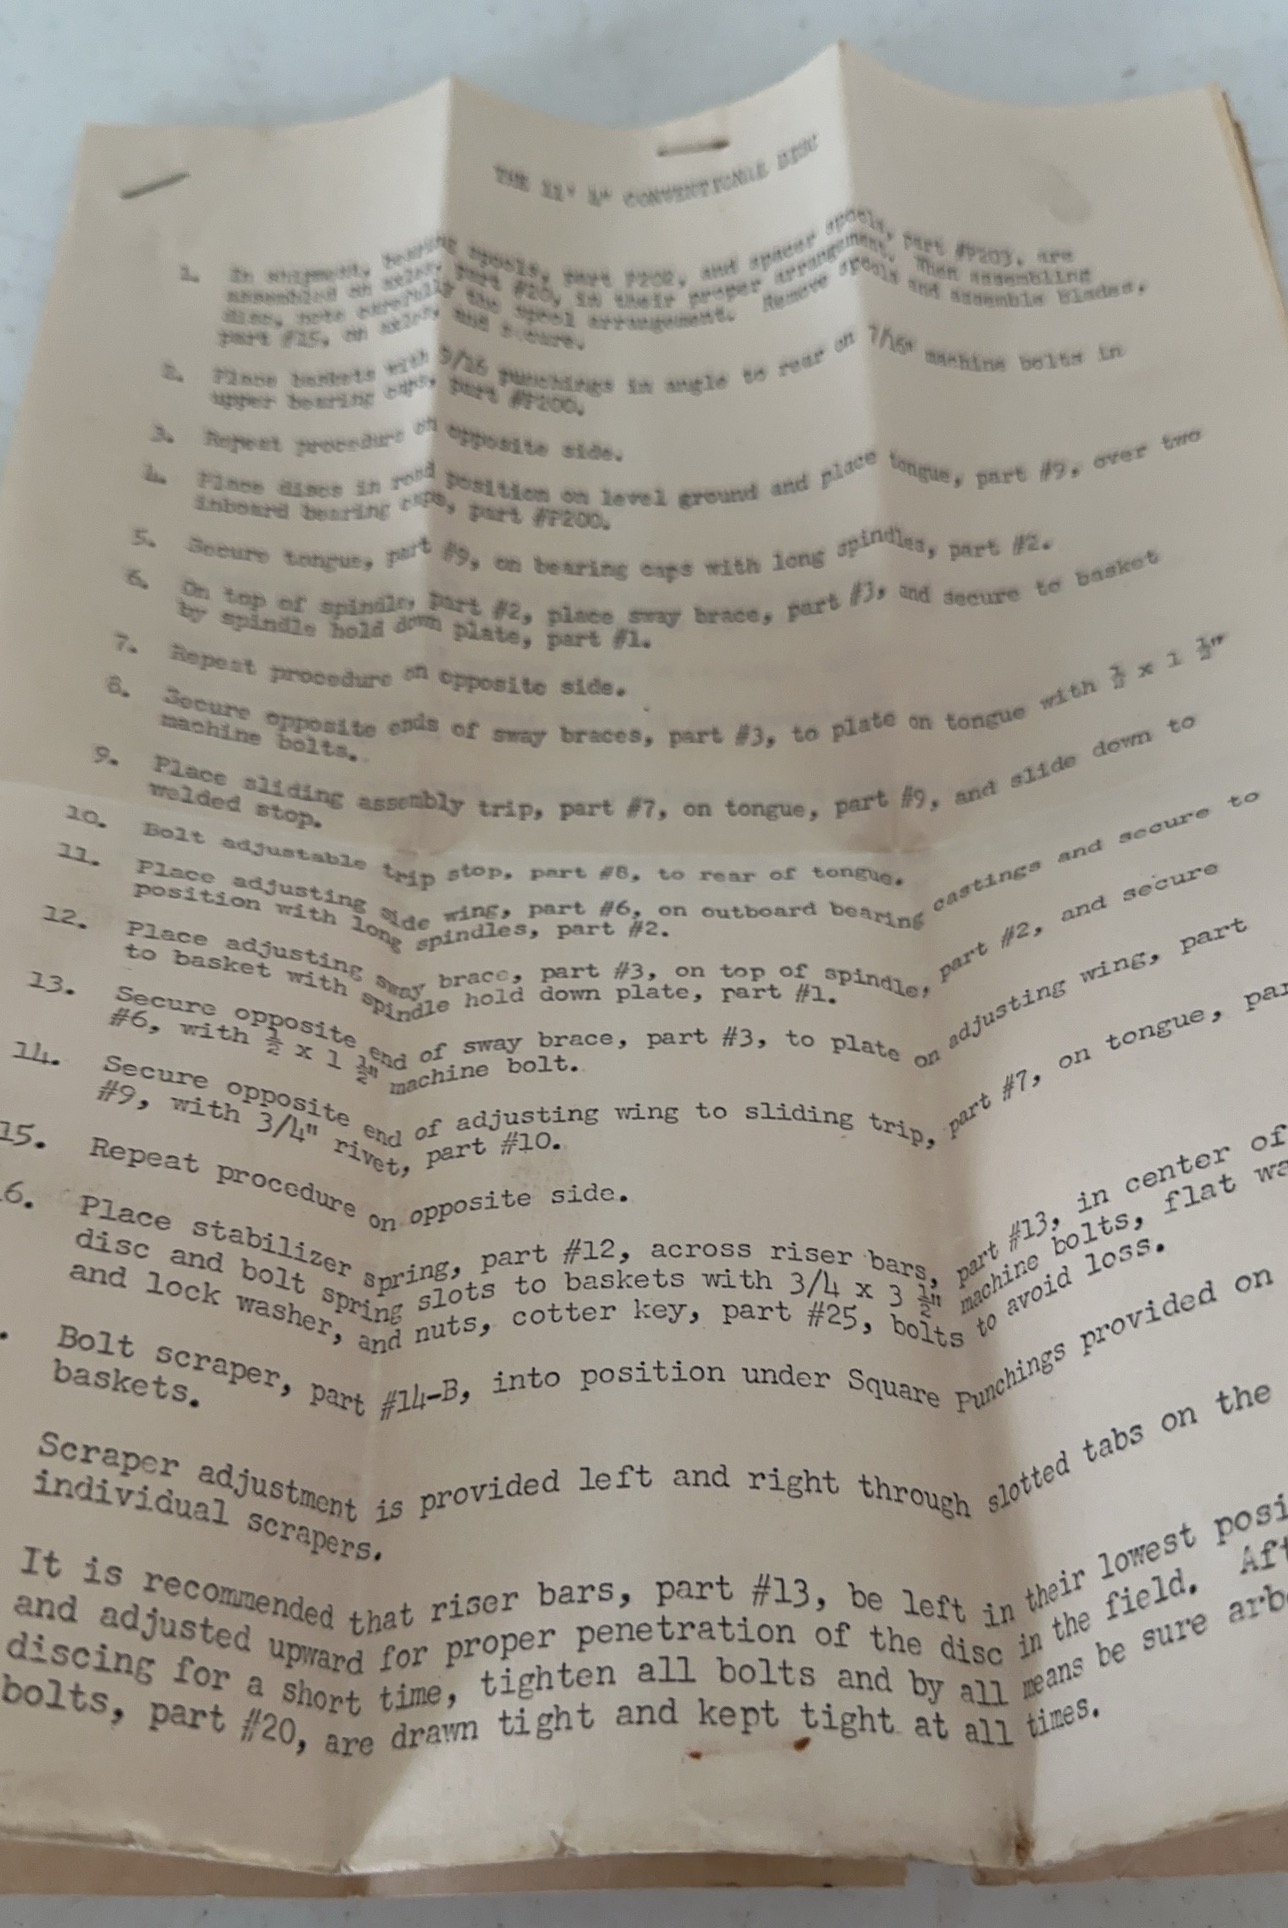 THE 11' 4" CONVENTIONLE DISC
1. In shipment, bearing spools, part P202, and spacer spools, part #P203, are
assembled on axles, part #20, in their proper arrangement. When assembling
disc, note carefully the spool arrangement. Remove spools and assemble blades,
part #15, on axles, and secure.
2. Place baskets with 9/16 punchings in angle to rear on 7/16" machine bolts in
upper bearing caps, part #P200.
3. Repeat procedure on opposite side.
4. Place discs in road position on level ground and place tongue, part #9, over two
inboard bearing caps, part #P200.
5. Secure tongue, part #9, on bearing caps with long spindles, part #2.
6. On top of spindle, part #2, place sway brace, part #3, and secure to basket
by spindle hold down plate, part #1.
7. Repeat procedure on opposite side.
8. Secure opposite ends of sway braces, part #3, to plate on tongue with ½ x 1 ½"
machine bolts.
9. Place sliding assembly trip, part #7, on tongue, part #9, and slide down to
welded stop.
10. Bolt adjustable trip stop, part #8, to rear of tongue.
11. Place adjusting side wing, part #6, on outboard bearing castings and secure to
position with long spindles, part #2.
12. Place adjusting sway brace, part #3, on top of spindle, part #2, and secure
to basket with spindle hold down plate, part #1.
13. Secure opposite end of sway brace, part #3, to plate on adjusting wing, part
#6, with ½ x 1 ½" machine bolt.
14. Secure opposite end of adjusting wing to sliding trip, part #7, on tongue, par
#9, with 3/4" rivet, part #10.
15. Repeat procedure on opposite side.
6. Place stabilizer spring, part #12, across riser bars, part #13, in center of
disc and bolt spring slots to baskets with 3/4 x 3 ½" machine bolts, flat wa
and lock washer, and nuts, cotter key, part #25, bolts to avoid loss.
. Bolt scraper, part #14-B, into position under Square Punchings provided on
baskets.
Scraper adjustment is provided left and right through slotted tabs on the
individual scrapers.
It is recommended that riser bars, part #13, be left in their lowest posi
and adjusted upward for proper penetration of the disc in the field. Aft
discing for a short time, tighten all bolts and by all means be sure arb
bolts, part #20, are drawn tight and kept tight at all times.